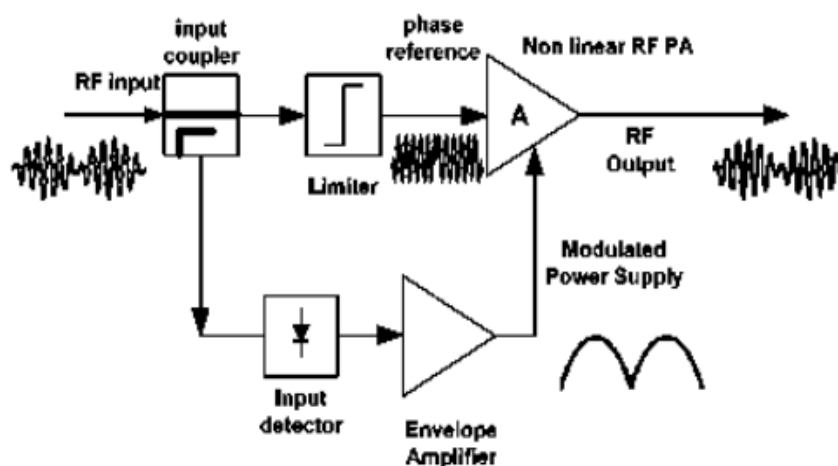 input
coupler
phase
reference
Non linear RF PA
RF input
A
RF
Output
Limiter
Modulated
Power Supply
Input
detector
Envelope
Amplifier